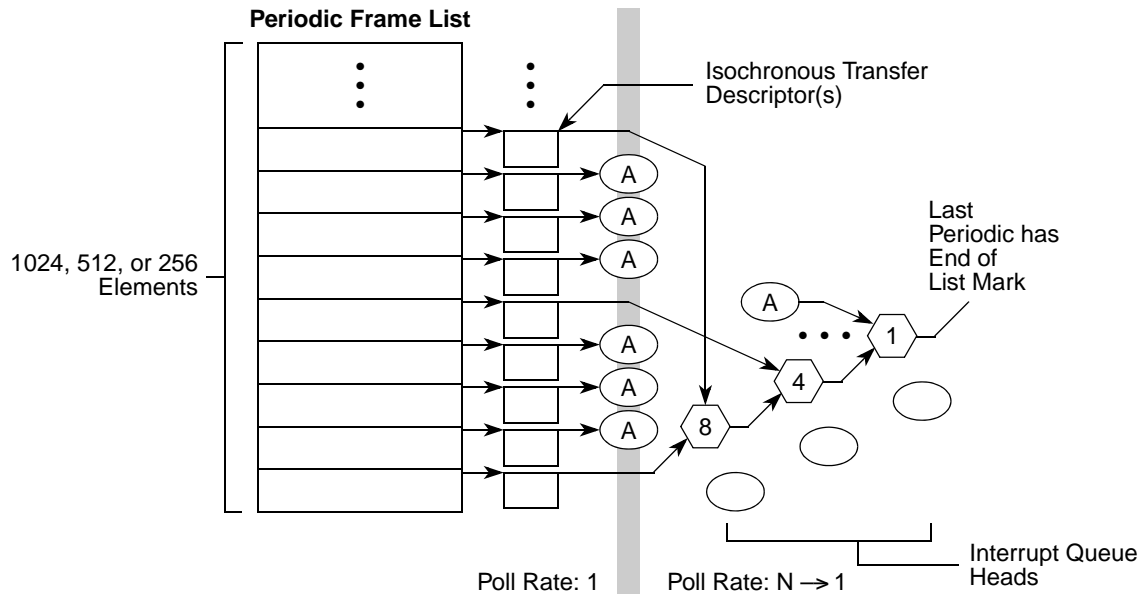 Periodic Frame List
Isochronous Transfer
Descriptor(s)
A
A
A
Last
Periodic has
End of
List Mark
1024, 512, or 256
Elements
A
1
A
4
A
A
8
Interrupt Queue
Heads
Poll Rate: 1
Poll Rate: N → 1